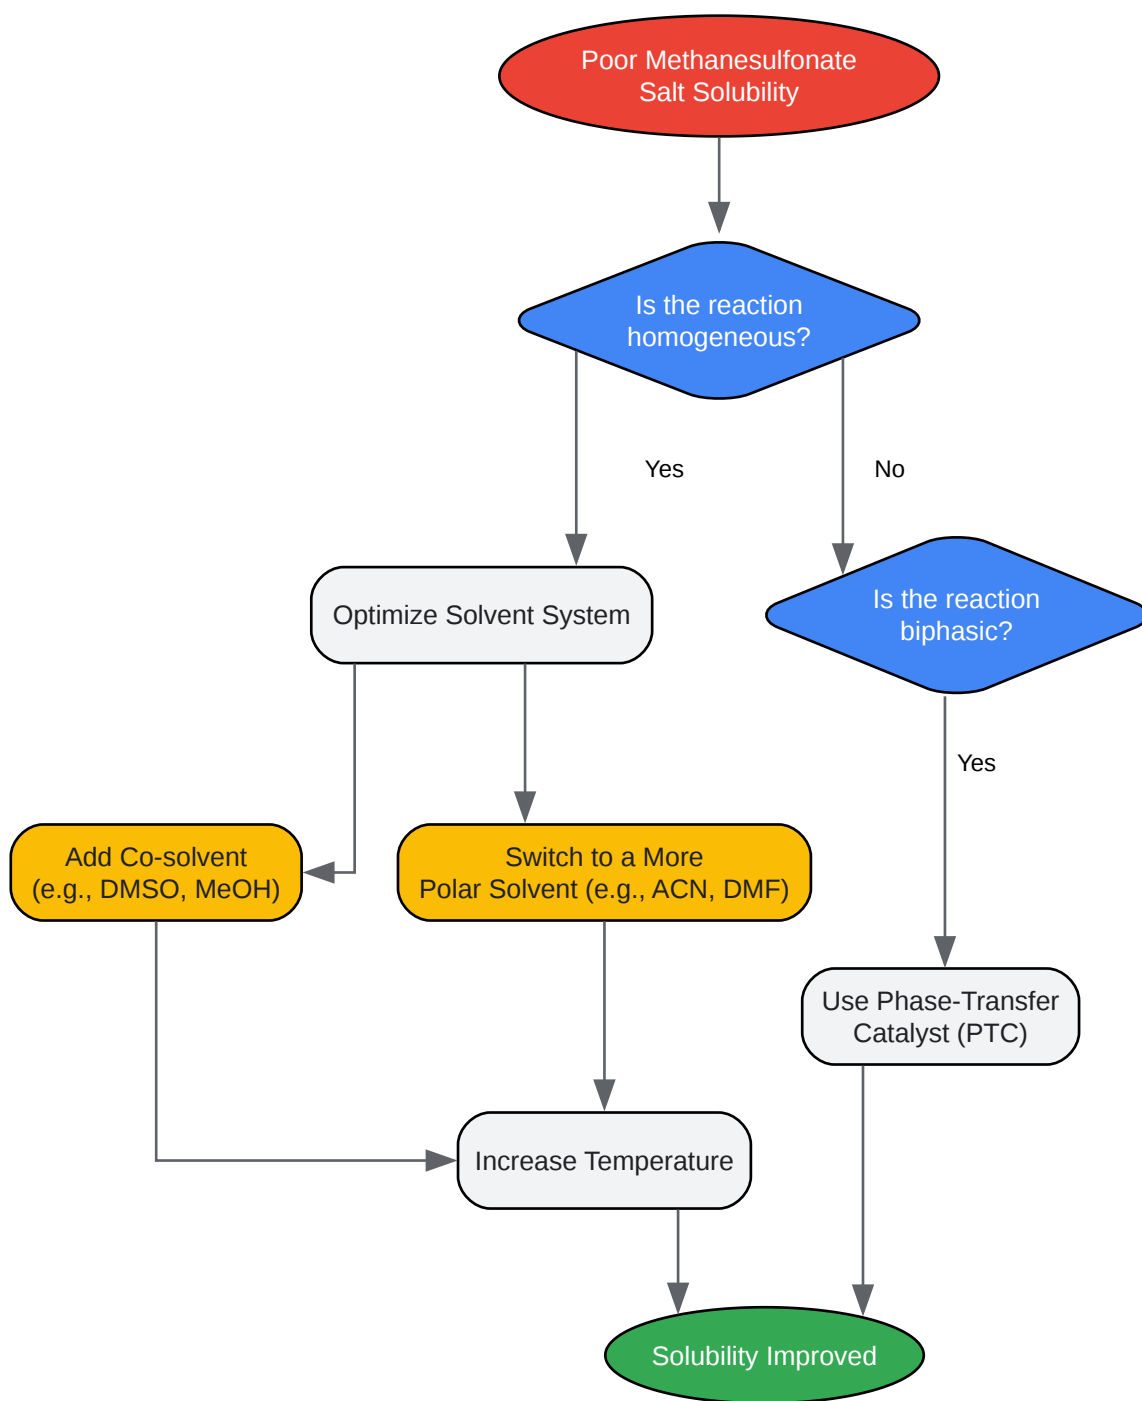 Poor Methanesulfonate
Salt Solubility
Is the reaction
homogeneous?
Yes
No
Optimize Solvent System
Is the reaction
biphasic?
Yes
Add Co-solvent
(e.g., DMSO, MeOH)
Switch to a More
Polar Solvent (e.g., ACN, DMF)
Use Phase-Transfer
Catalyst (PTC)
Increase Temperature
Solubility Improved